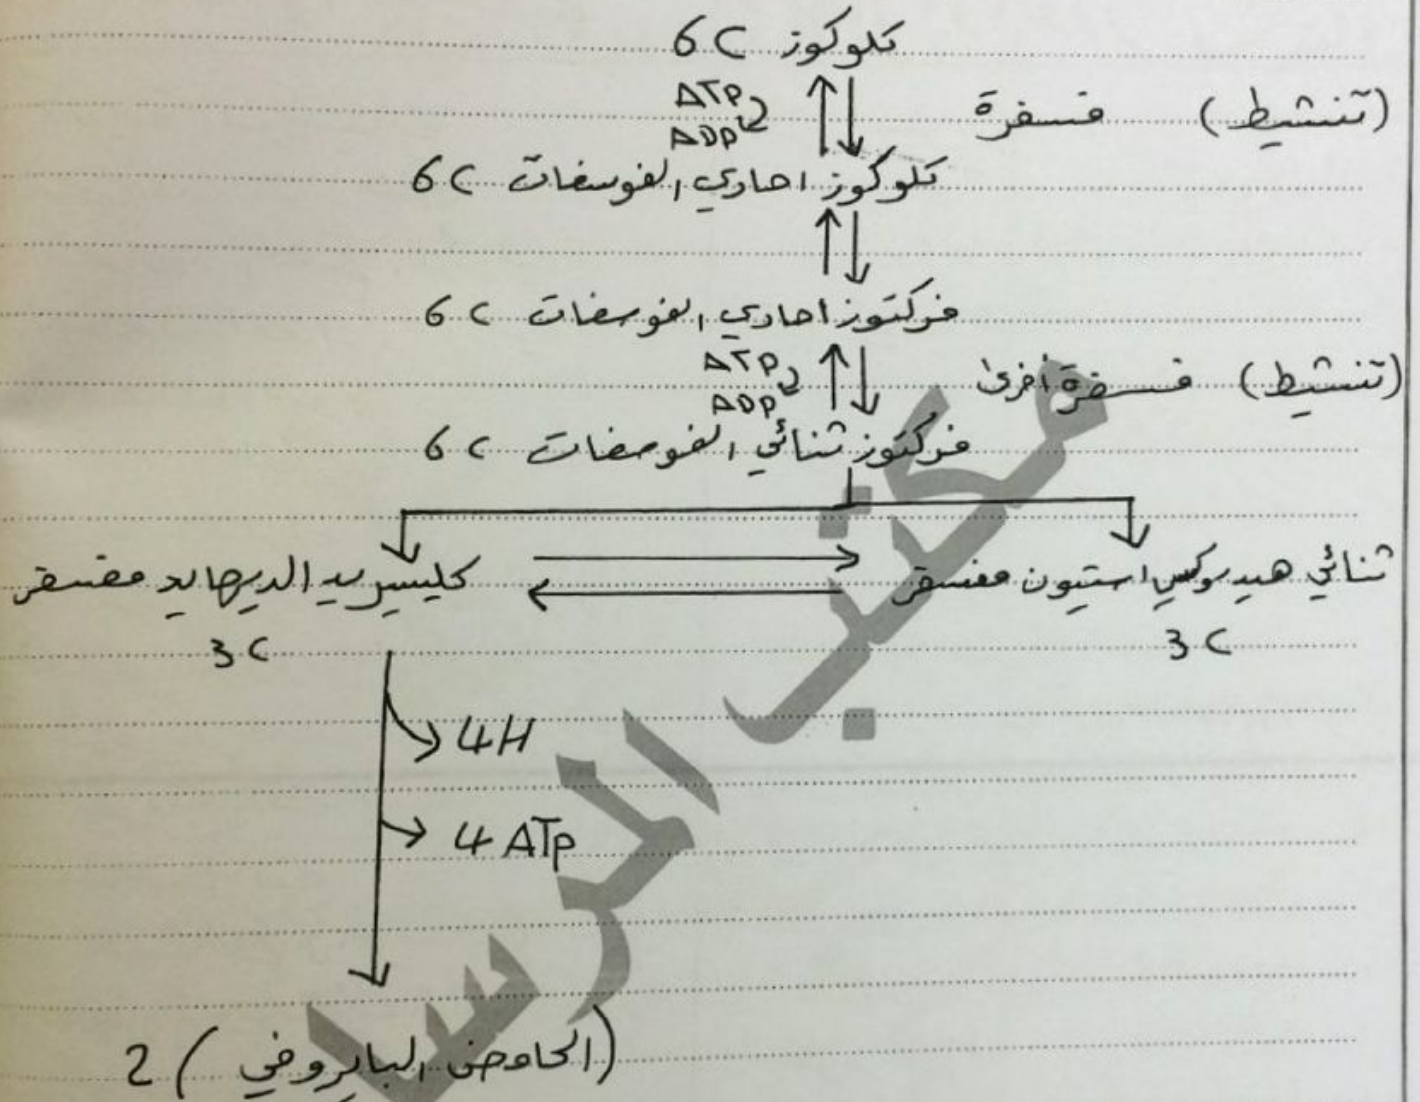 كلوكوز 6C
(تنشيط) فسفرة ATP
ADP
كلوكوز احادي الفوسفات 6C
فركتوز احادي الفوسفات 6C
(تنشيط) فسفرة اخرى ATP
ADP
فركتوز ثنائي الفوسفات 6C
ثنائي هيدروكسي استيون مفسفر كليسريد الديهايد مفسفر
3C 3C
4H
4 ATP
(الحامض البايروفي) 2
مكتب المرسا